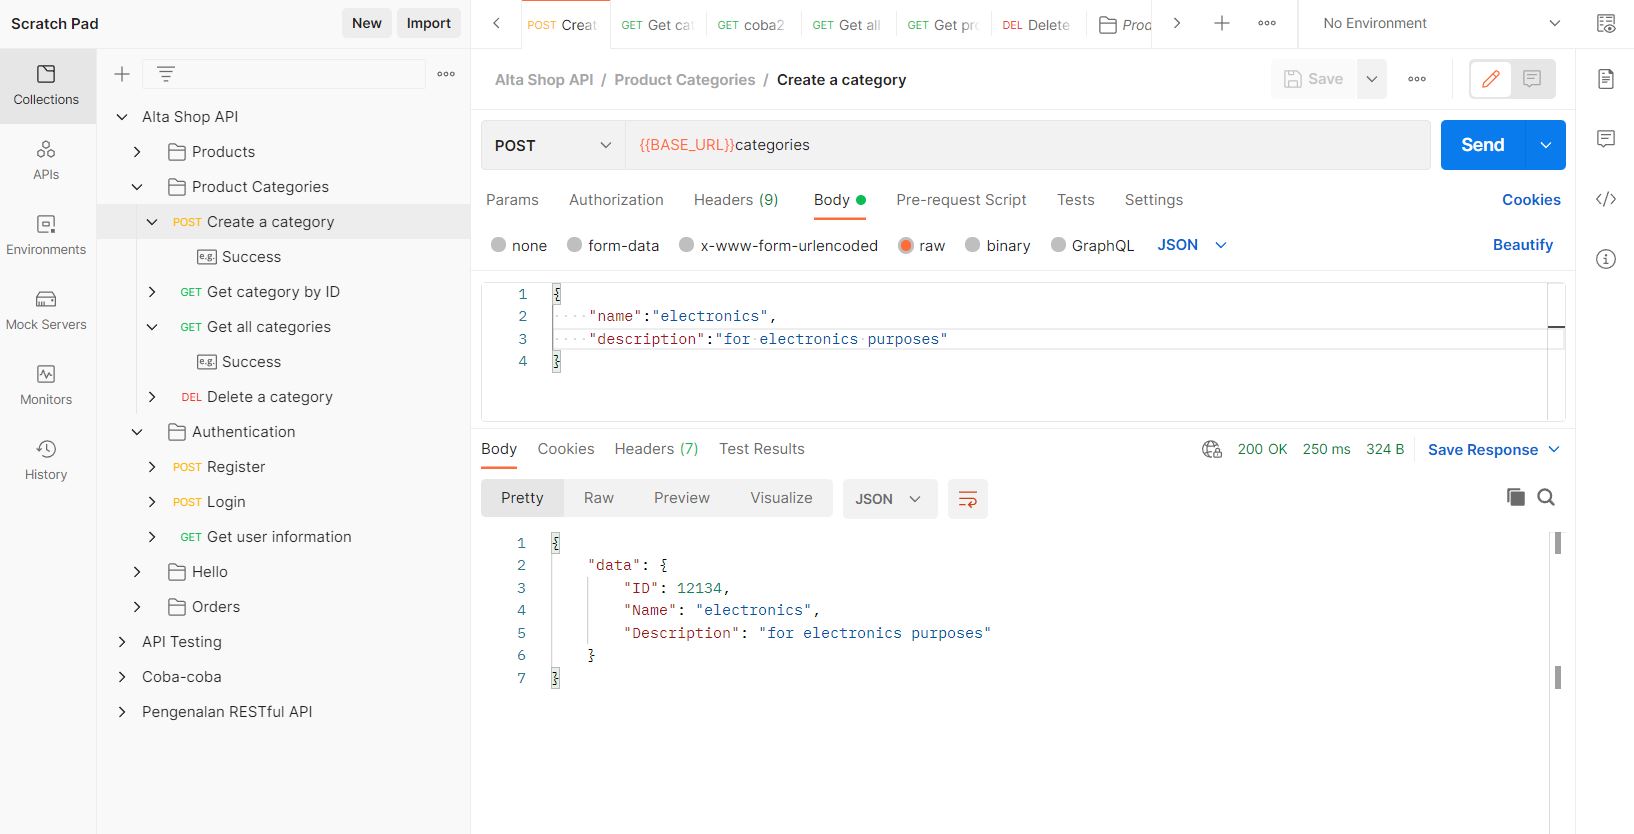 Scratch Pad
New
Import
POST Crea
GET Get ca
GET coba2
GET Get all
GET Get pr
DEL Delete
Prod
No Environment
Collections
APIs
Environments
Mock Servers
Monitors
History
Alta Shop API
Products
Product Categories
POST Create a category
e.g. Success
GET Get category by ID
GET Get all categories
e.g. Success
DEL Delete a category
Authentication
POST Register
POST Login
GET Get user information
Hello
Orders
API Testing
Coba-coba
Pengenalan RESTful API
Alta Shop API / Product Categories / Create a category
Save
POST
{{BASE_URL}}categories
Send
Params
Authorization
Headers (9)
Body
Pre-request Script
Tests
Settings
Cookies
none
form-data
x-www-form-urlencoded
raw
binary
GraphQL
JSON
Beautify
1 {
2 "name":"electronics",
3 "description":"for electronics purposes"
4 }
Body
Cookies
Headers (7)
Test Results
200 OK
250 ms
324 B
Save Response
Pretty
Raw
Preview
Visualize
JSON
1 {
2 "data": {
3 "ID": 12134,
4 "Name": "electronics",
5 "Description": "for electronics purposes"
6 }
7 }